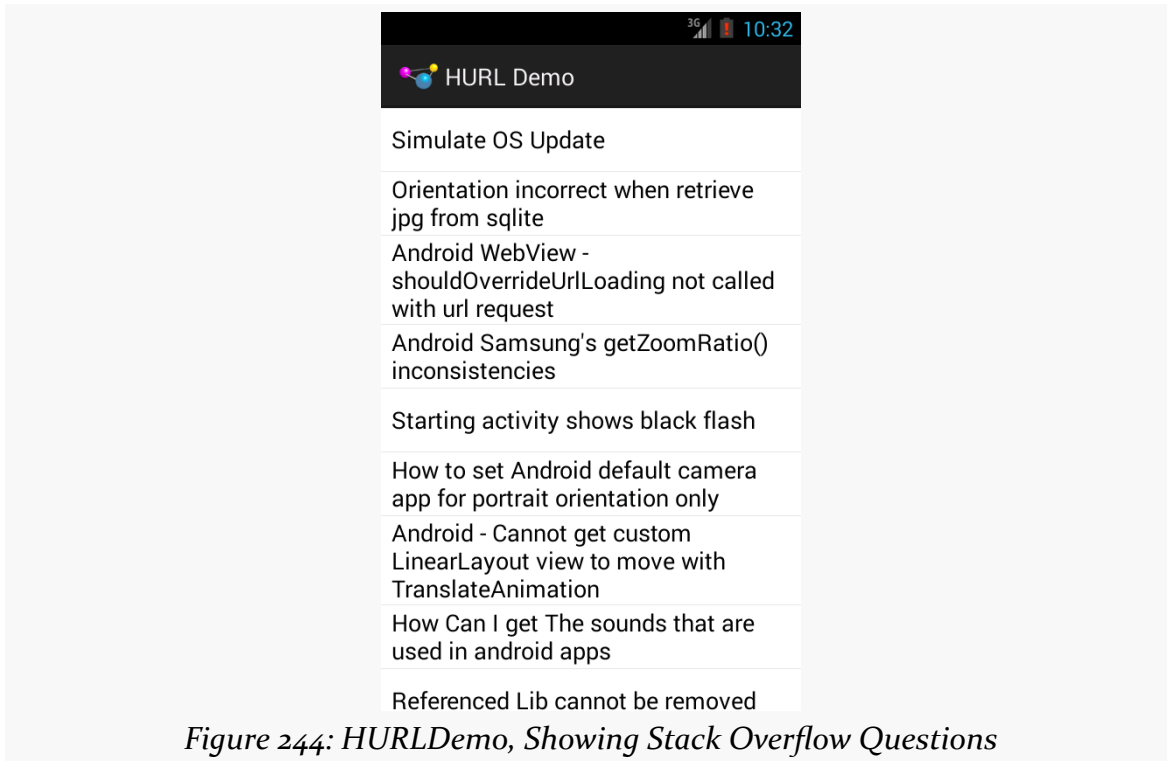 3G 10:32
HURL Demo
Simulate OS Update
Orientation incorrect when retrieve
jpg from sqlite
Android WebView -
shouldOverrideUrlLoading not called
with url request
Android Samsung's getZoomRatio()
inconsistencies
Starting activity shows black flash
How to set Android default camera
app for portrait orientation only
Android - Cannot get custom
LinearLayout view to move with
TranslateAnimation
How Can I get The sounds that are
used in android apps
Referenced Lib cannot be removed
Figure 244: HURLDemo, Showing Stack Overflow Questions